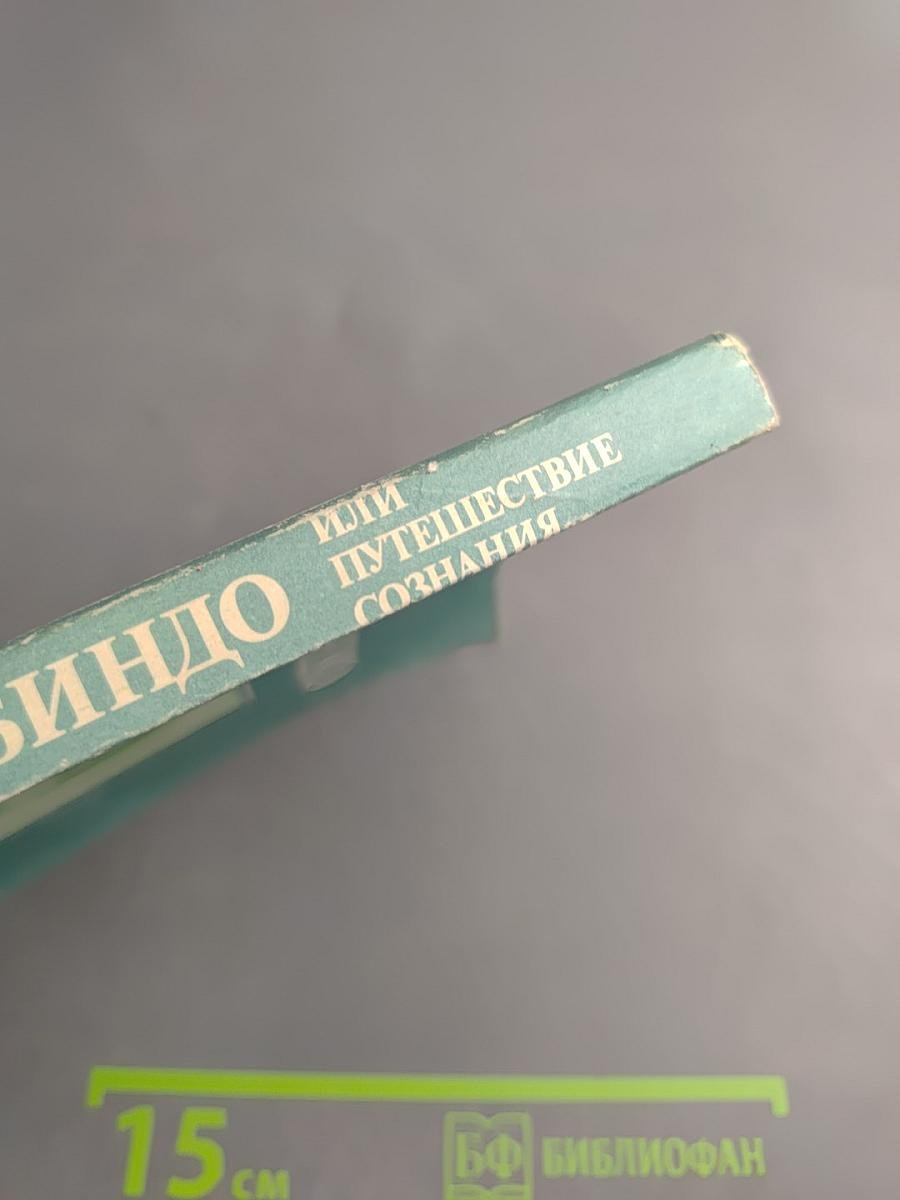 БИНДО
ИЛИ
ПУТЕШЕСТВИЕ
СОЗНАНИЯ
15 см
БФ БИБЛИОФАН